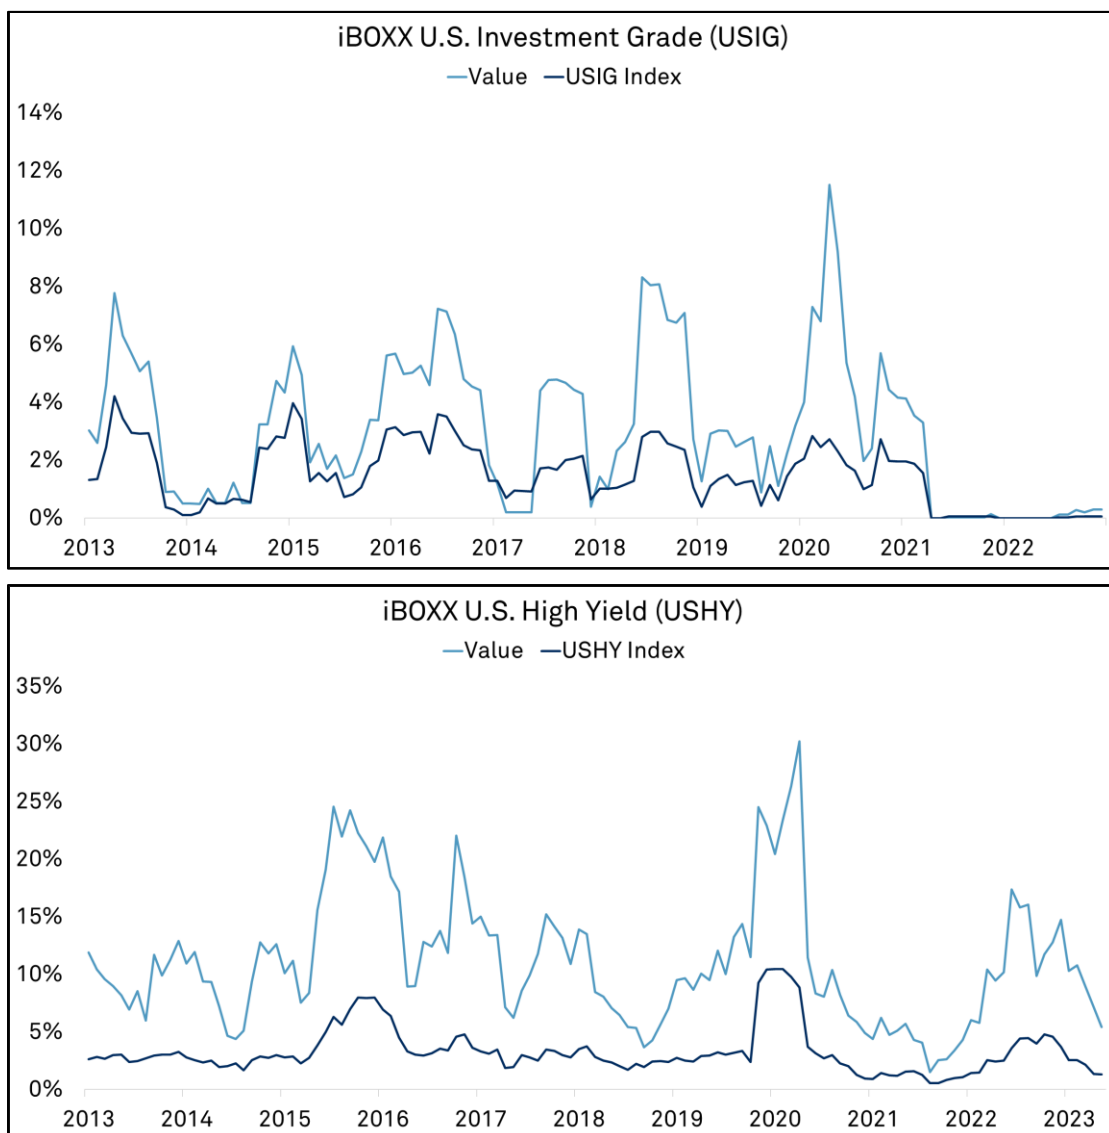 iBOXX U.S. Investment Grade (USIG)
Value USIG Index
14%
12%
10%
8%
6%
4%
2%
0%
2013 2014 2015 2016 2017 2018 2019 2020 2021 2022
iBOXX U.S. High Yield (USHY)
Value USHY Index
35%
30%
25%
20%
15%
10%
5%
0%
2013 2014 2015 2016 2017 2018 2019 2020 2021 2022 2023